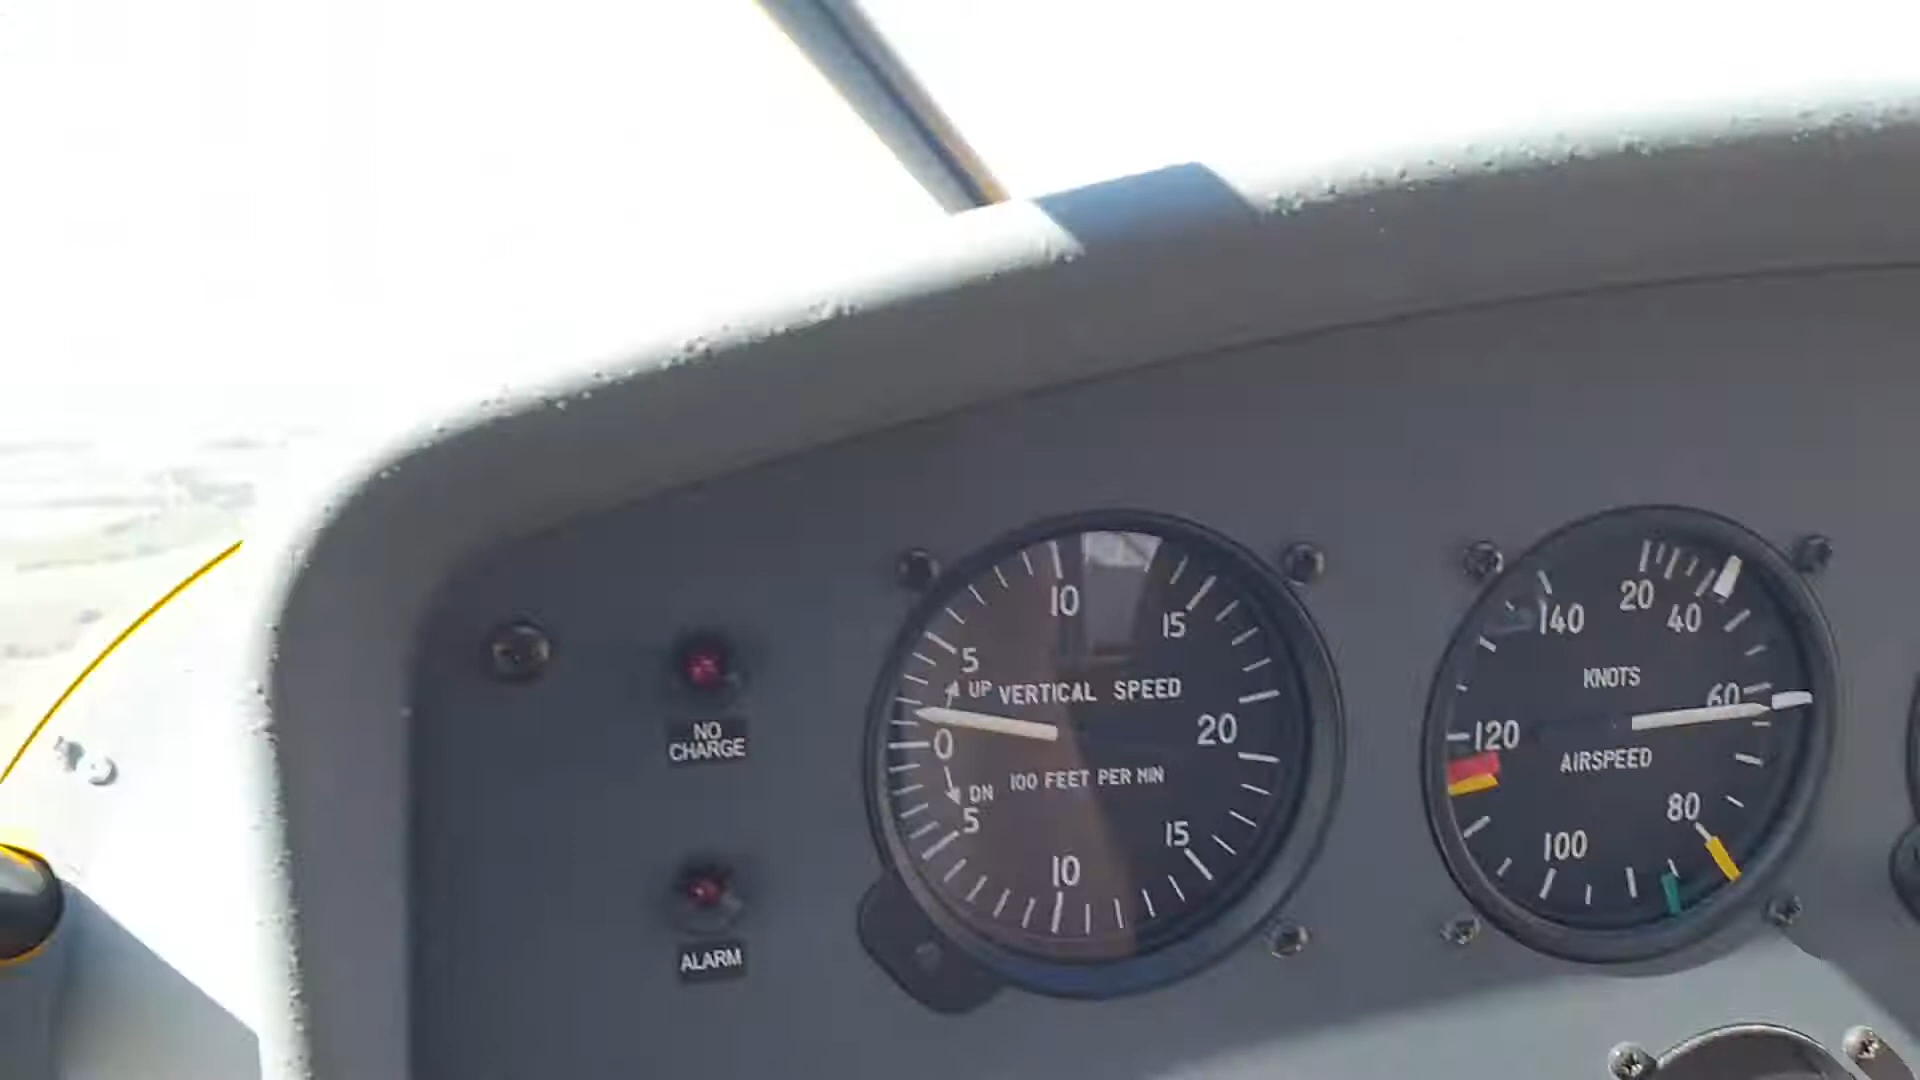 NO
CHARGE
ALARM
10
15
5
UP VERTICAL SPEED
0
20
DN 100 FEET PER MIN
5
15
10
20
140
40
KNOTS
60
120
AIRSPEED
80
100